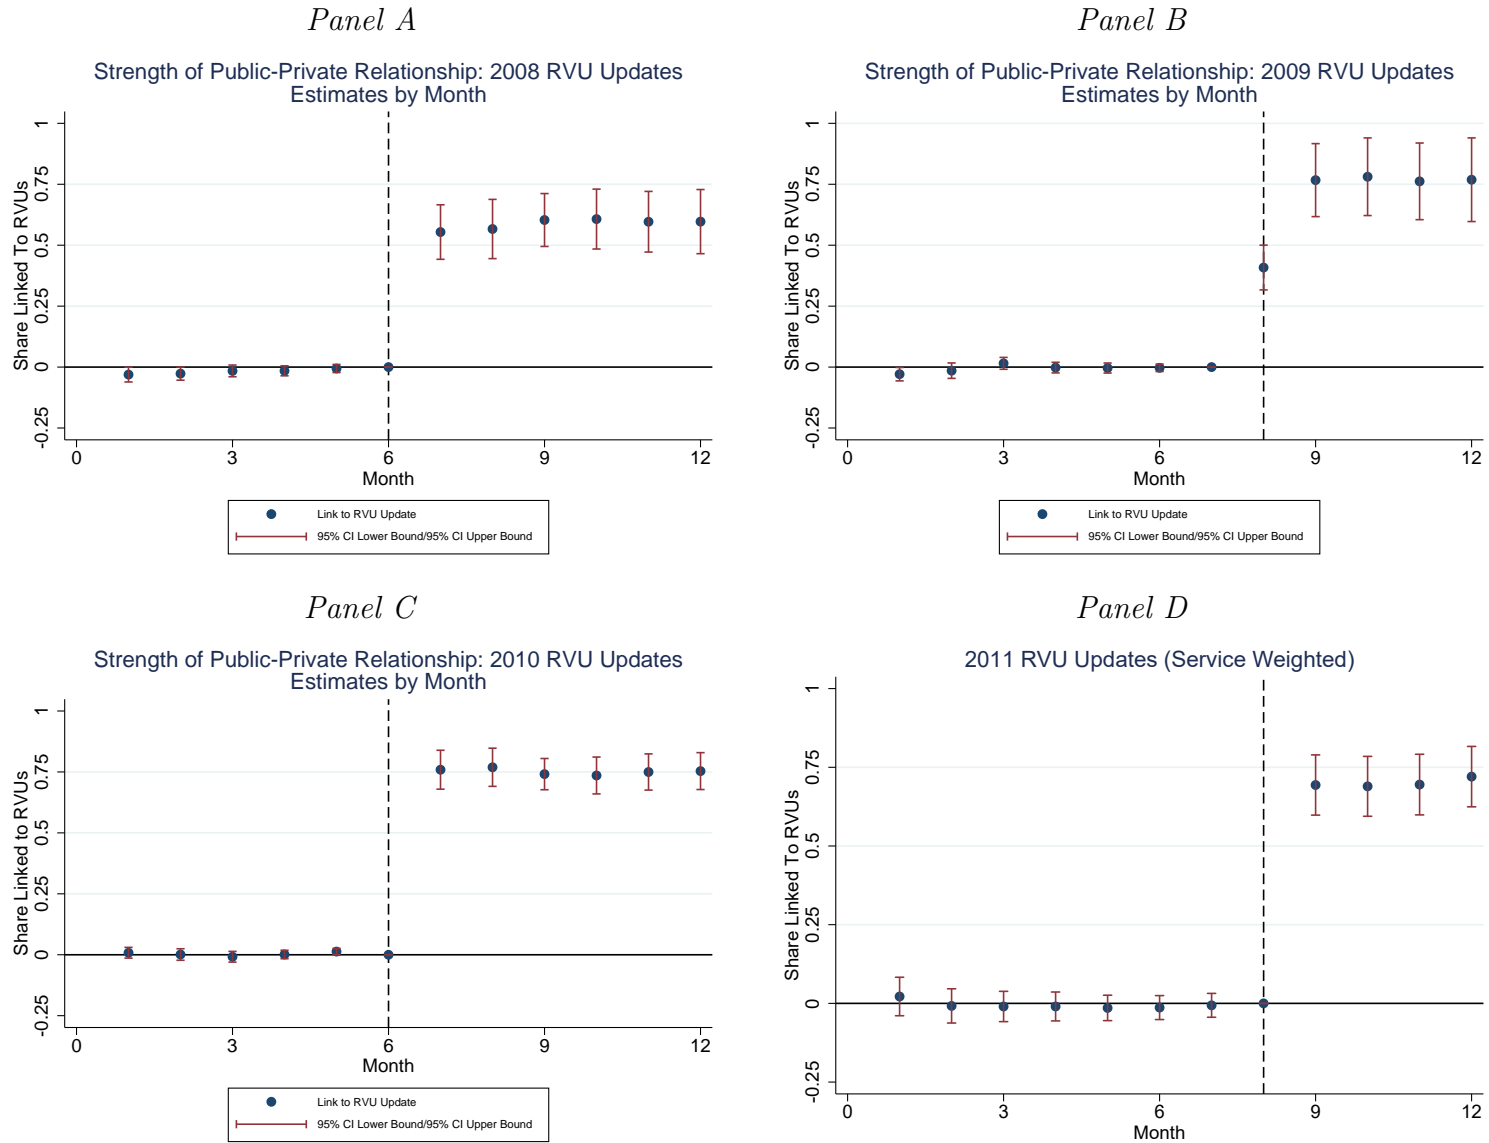 Panel A
Strength of Public-Private Relationship: 2008 RVU Updates
Estimates by Month
Share Linked To RVUs
1
0.75
0.5
0.25
0
-0.25
0 3 6 9 12
Month
Link to RVU Update
95% CI Lower Bound/95% CI Upper Bound
Panel B
Strength of Public-Private Relationship: 2009 RVU Updates
Estimates by Month
Share Linked To RVUs
1
0.75
0.5
0.25
0
-0.25
0 3 6 9 12
Month
Link to RVU Update
95% CI Lower Bound/95% CI Upper Bound
Panel C
Strength of Public-Private Relationship: 2010 RVU Updates
Estimates by Month
Share Linked to RVUs
1
0.75
0.5
0.25
0
-0.25
0 3 6 9 12
Month
Link to RVU Update
95% CI Lower Bound/95% CI Upper Bound
Panel D
2011 RVU Updates (Service Weighted)
Share Linked To RVUs
1
0.75
0.5
0.25
0
-0.25
0 3 6 9 12
Month